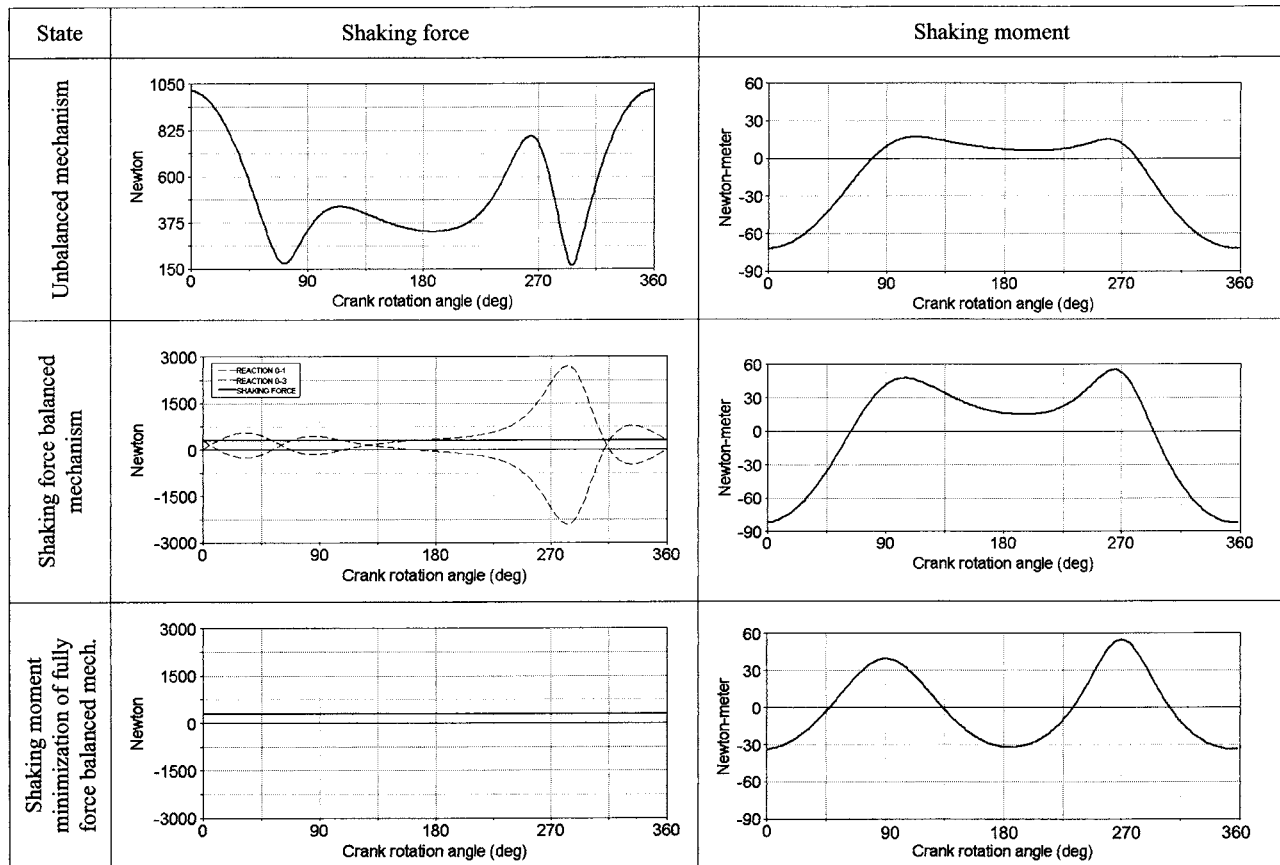 State
Shaking force
Shaking moment
Unbalanced mechanism
1050
825
600
375
150
Newton
0 90 180 270 360
Crank rotation angle (deg)
60
30
0
-30
-60
-90
Newton-meter
0 90 180 270 360
Crank rotation angle (deg)
Shaking force balanced
mechanism
3000
1500
0
-1500
-3000
Newton
REACTION 0-1
REACTION 0-3
SHAKING FORCE
0 90 180 270 360
Crank rotation angle (deg)
60
30
0
-30
-60
-90
Newton-meter
0 90 180 270 360
Crank rotation angle (deg)
Shaking moment
minimization of fully
force balanced mech.
3000
1500
0
-1500
-3000
Newton
0 90 180 270 360
Crank rotation angle (deg)
60
30
0
-30
-60
-90
Newton-meter
0 90 180 270 360
Crank rotation angle (deg)